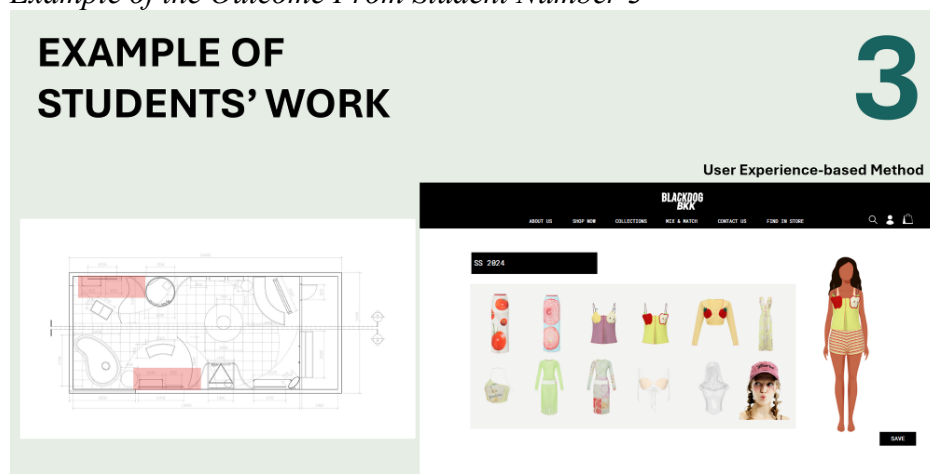 Example of the Outcome From Student Number 3
EXAMPLE OF
STUDENTS’ WORK
3
User Experience-based Method
BLACKDOG
BKK
ABOUT US SHOP NOW COLLECTIONS MIX & MATCH CONTACT US FIND IN STORE
SS 2024
SAVE